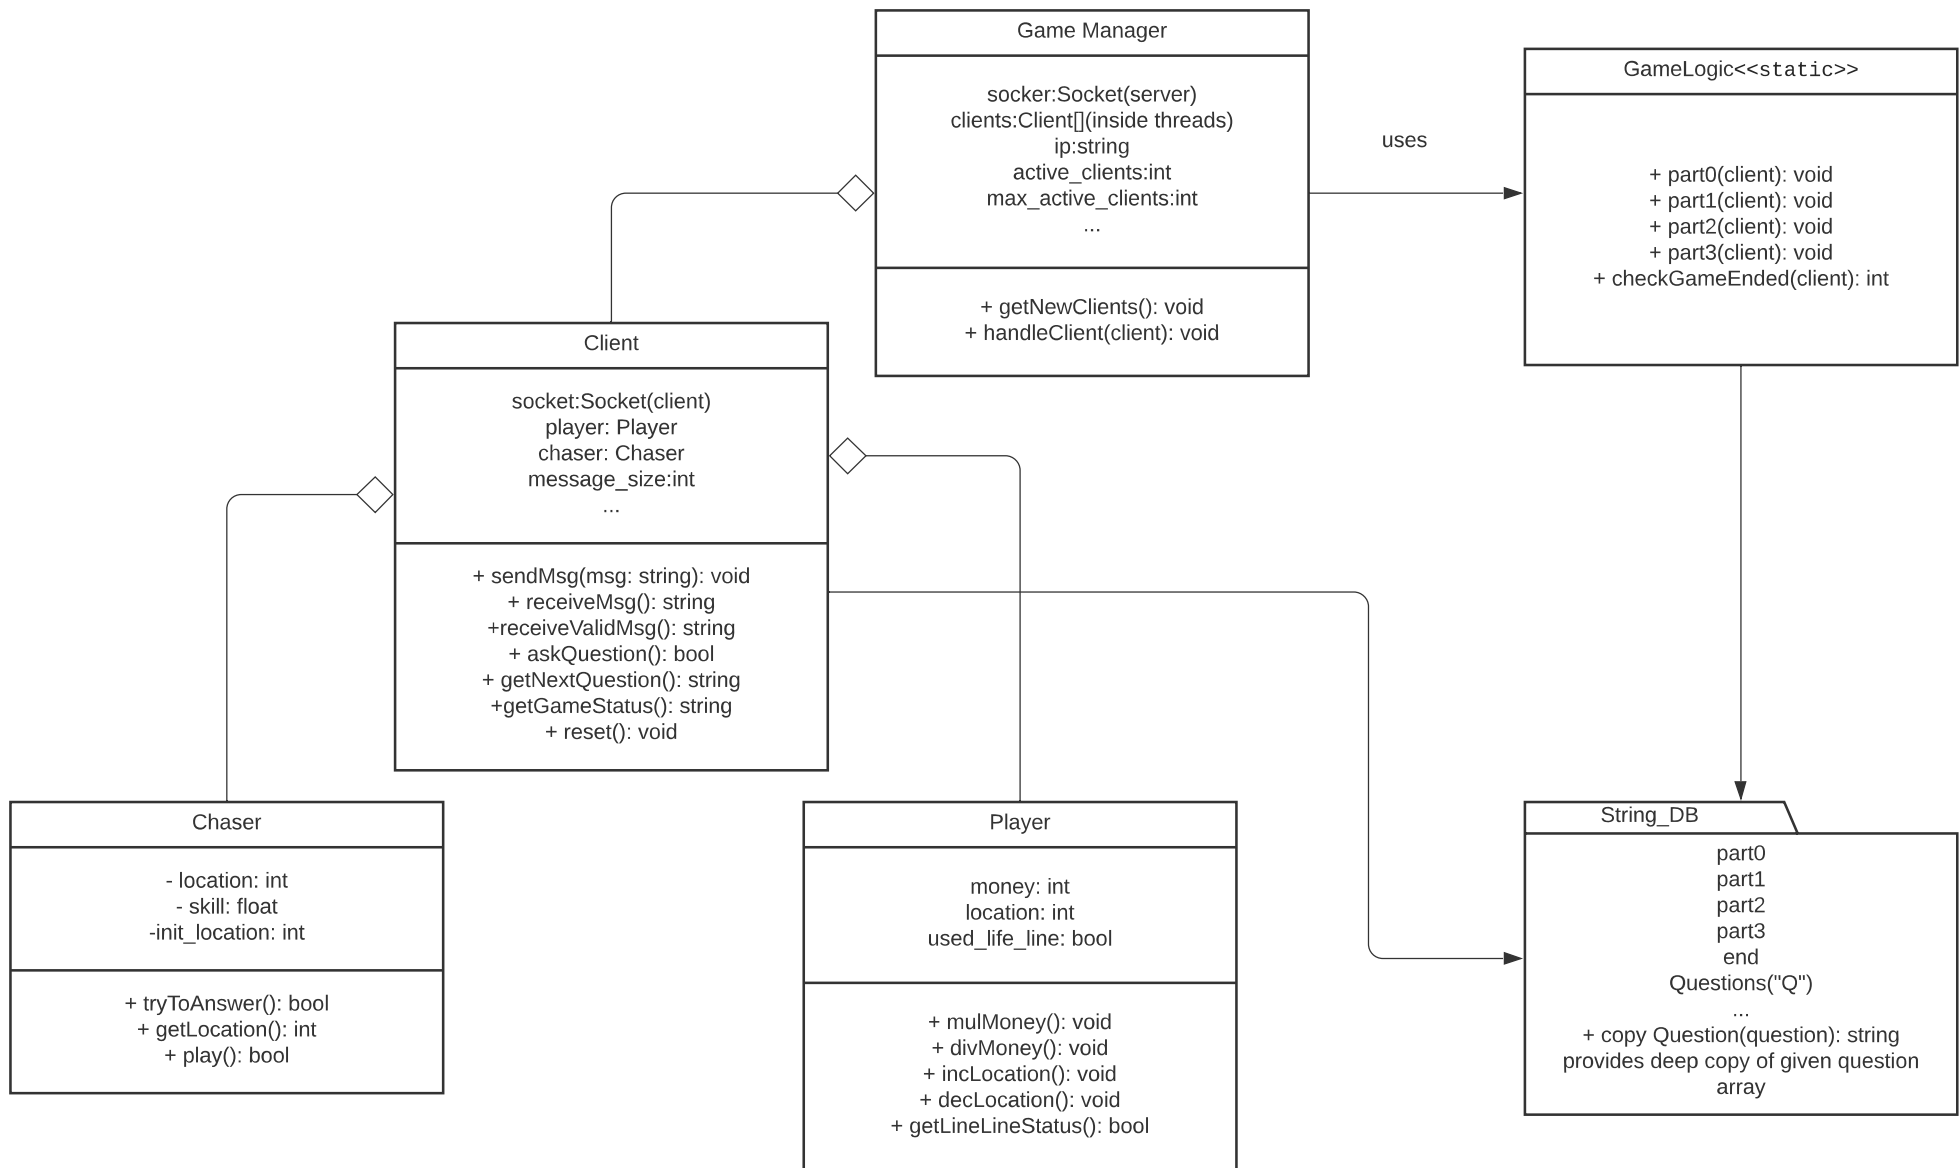 Game Manager
socker:Socket(server)
clients:Client[](inside threads)
ip:string
active_clients:int
max_active_clients:int
...
+ getNewClients(): void
+ handleClient(client): void
uses
GameLogic<<static>>
+ part0(client): void
+ part1(client): void
+ part2(client): void
+ part3(client): void
+ checkGameEnded(client): int
Client
socket:Socket(client)
player: Player
chaser: Chaser
message_size:int
...
+ sendMsg(msg: string): void
+ receiveMsg(): string
+receiveValidMsg(): string
+ askQuestion(): bool
+ getNextQuestion(): string
+getGameStatus(): string
+ reset(): void
Chaser
- location: int
- skill: float
-init_location: int
+ tryToAnswer(): bool
+ getLocation(): int
+ play(): bool
Player
money: int
location: int
used_life_line: bool
+ mulMoney(): void
+ divMoney(): void
+ incLocation(): void
+ decLocation(): void
+ getLineLineStatus(): bool
String_DB
part0
part1
part2
part3
end
Questions("Q")
...
+ copy Question(question): string
provides deep copy of given question
array